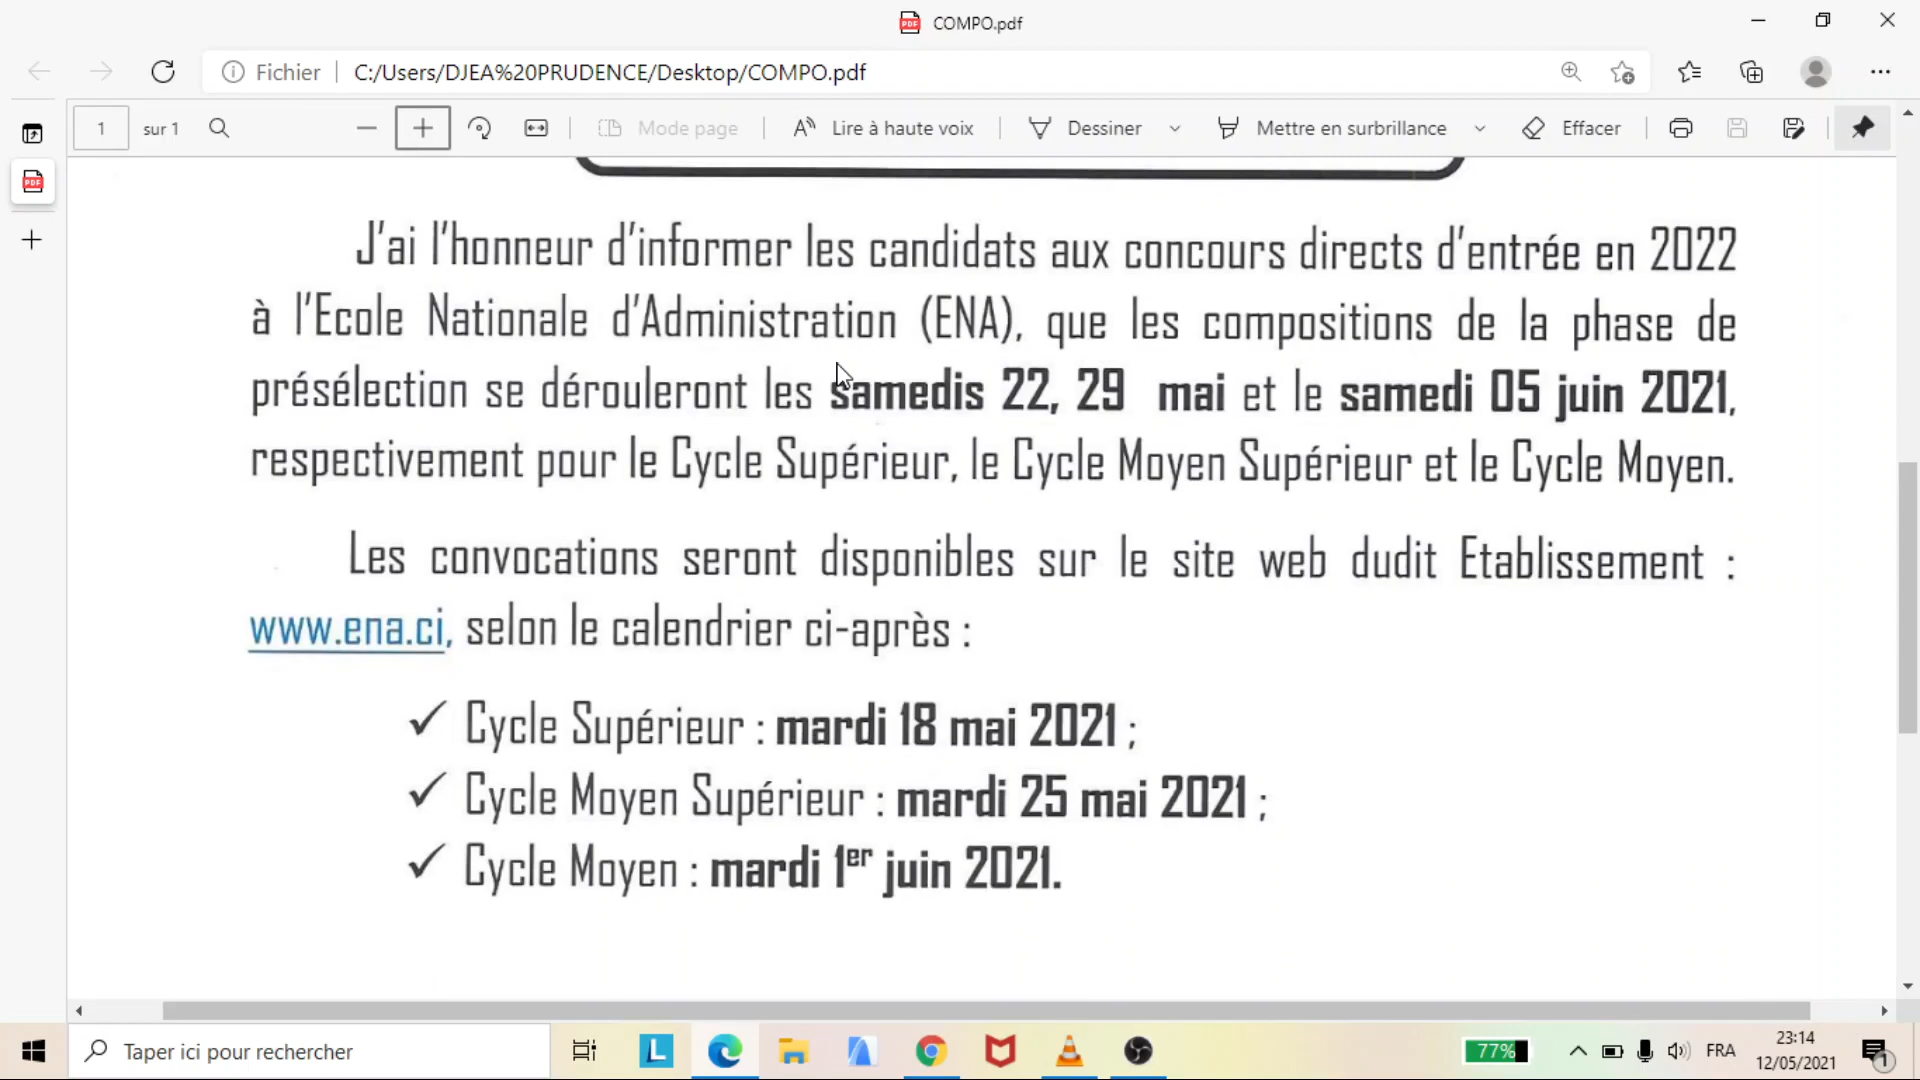 COMPO.pdf
Fichier C:/Users/DJEA%20PRUDENCE/Desktop/COMPO.pdf
1 sur 1 Mode page Lire à haute voix Dessiner Mettre en surbrillance Effacer
J'ai l'honneur d'informer les candidats aux concours directs d'entrée en 2022
à l'Ecole Nationale d'Administration (ENA), que les compositions de la phase de
présélection se dérouleront les samedis 22, 29 mai et le samedi 05 juin 2021,
respectivement pour le Cycle Supérieur, le Cycle Moyen Supérieur et le Cycle Moyen.
Les convocations seront disponibles sur le site web dudit Etablissement :
www.ena.ci, selon le calendrier ci-après :
✓ Cycle Supérieur : mardi 18 mai 2021 ;
✓ Cycle Moyen Supérieur : mardi 25 mai 2021 ;
✓ Cycle Moyen : mardi 1er juin 2021.
Taper ici pour rechercher
L
77%
FRA
23:14
12/05/2021
1